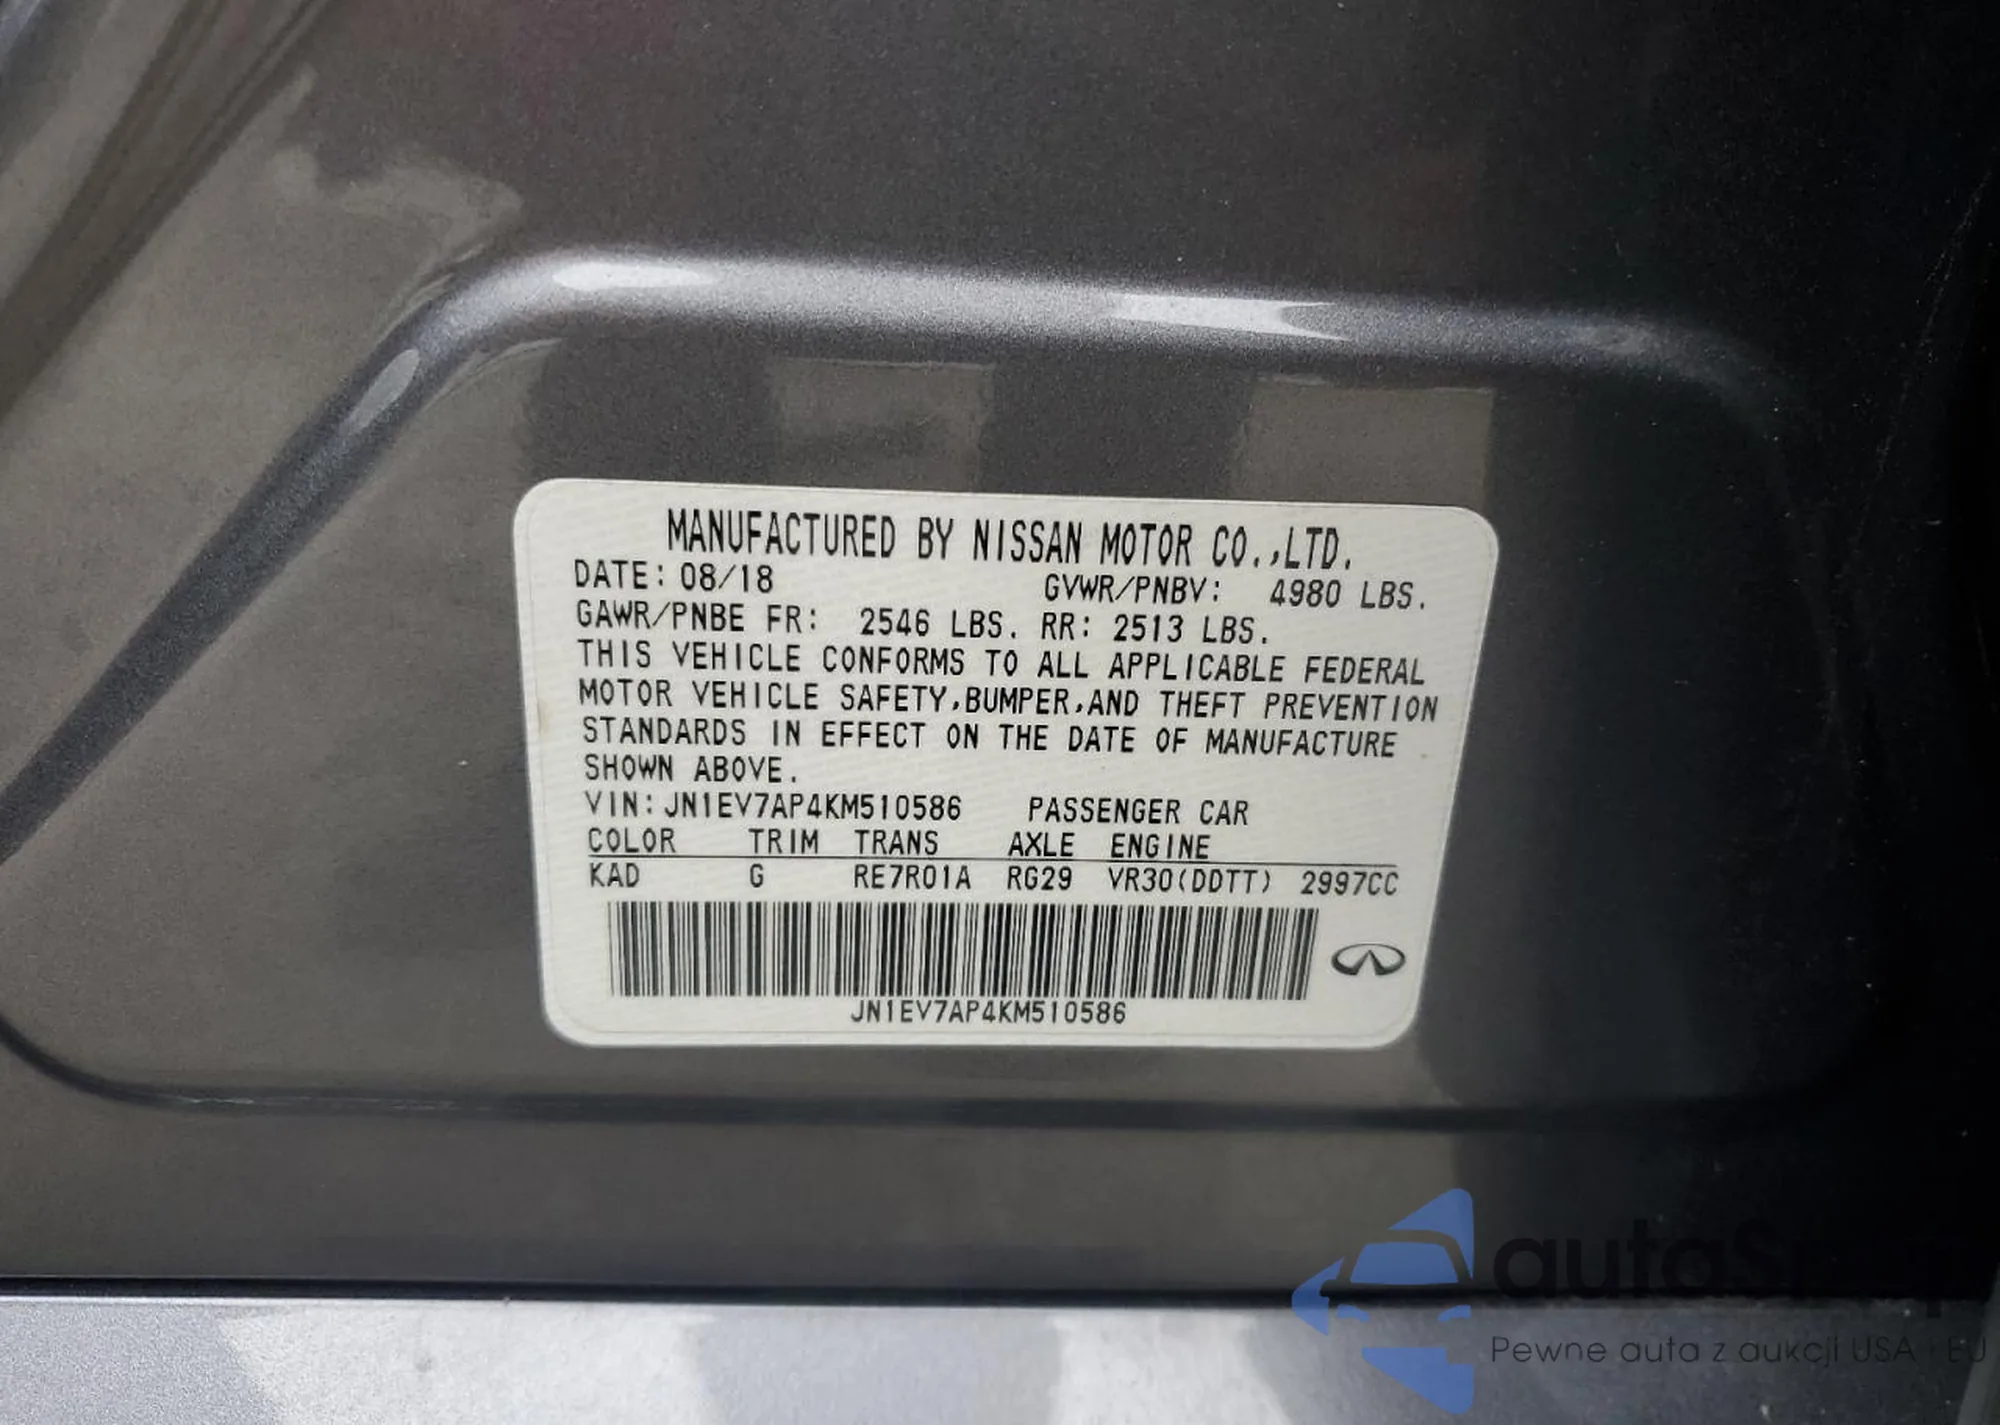 MANUFACTURED BY NISSAN MOTOR CO.,LTD.
DATE: 08/18 GVWR/PNBV: 4980 LBS.
GAWR/PNBE FR: 2546 LBS. RR: 2513 LBS.
THIS VEHICLE CONFORMS TO ALL APPLICABLE FEDERAL
MOTOR VEHICLE SAFETY,BUMPER,AND THEFT PREVENTION
STANDARDS IN EFFECT ON THE DATE OF MANUFACTURE
SHOWN ABOVE.
VIN: JN1EV7AP4KM510586 PASSENGER CAR
COLOR TRIM TRANS AXLE ENGINE
KAD G RE7R01A RG29 VR30(DDTT) 2997CC
JN1EV7AP4KM510586
Pewne auta z aukcji USA i EU